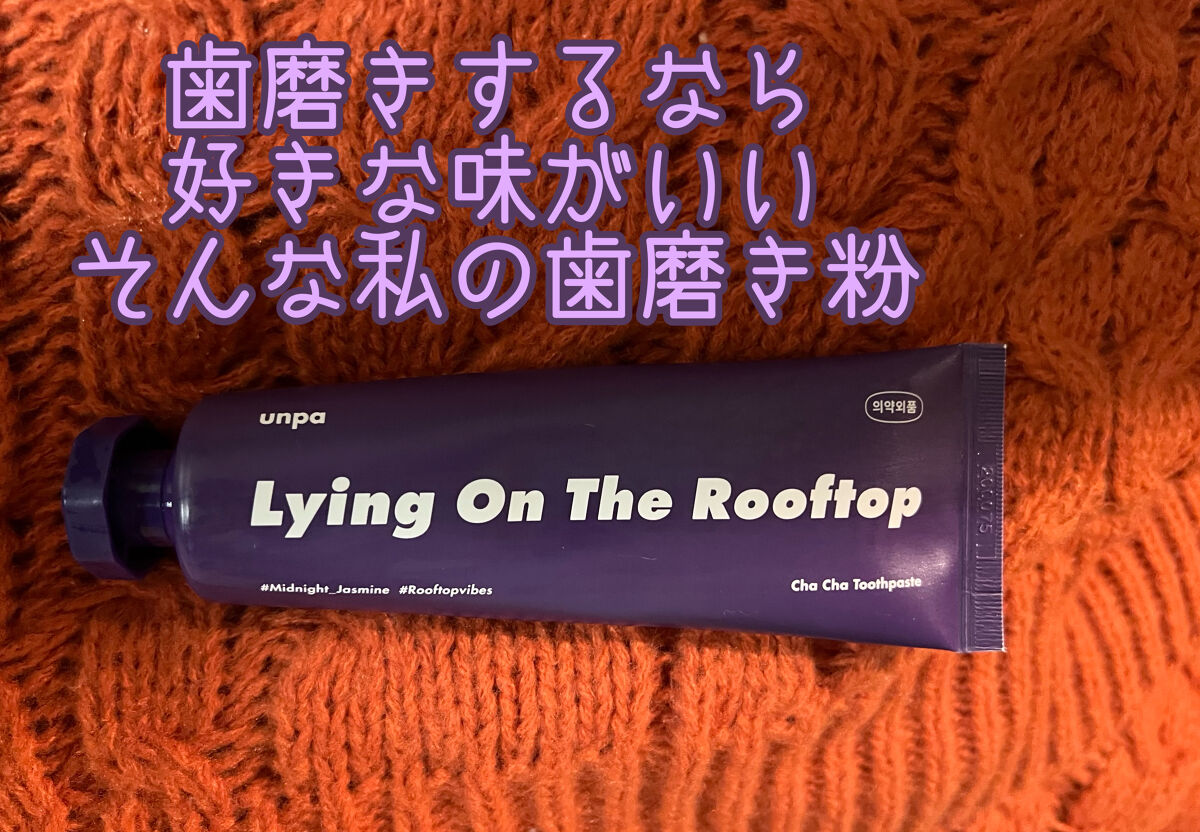 歯磨きするなら
好きな味がいい
そんな私の歯磨き粉
unpa
의약외품
Lying On The Rooftop
#Midnight_Jasmine #Rooftopvibes
Cha Cha Toothpaste